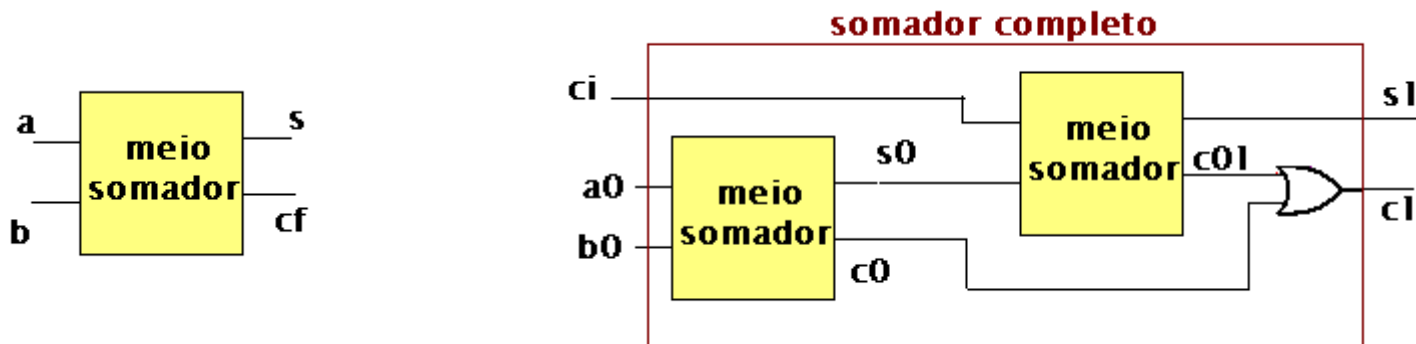 somador completo
a
b
meio
somador
s
cf
ci
a0
b0
meio
somador
s0
c0
meio
somador
c01
s1
c1